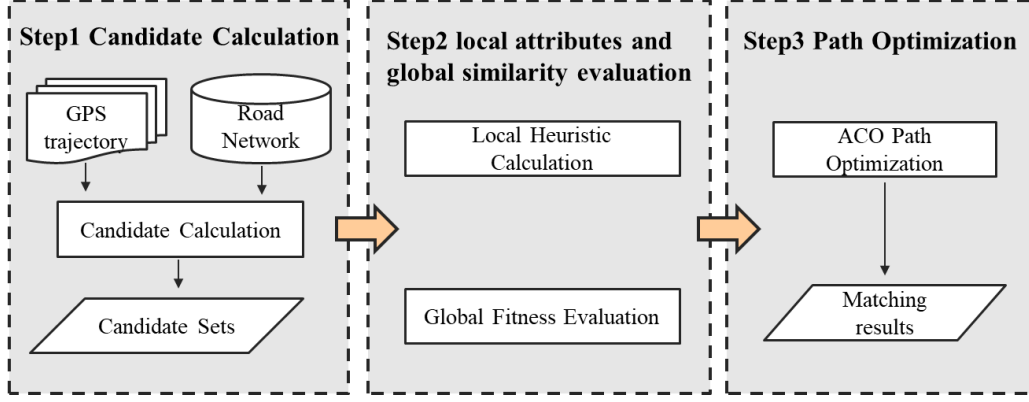 Step1 Candidate Calculation
GPS
trajectory
Road
Network
Candidate Calculation
Candidate Sets
Step2 local attributes and
global similarity evaluation
Local Heuristic
Calculation
Global Fitness Evaluation
Step3 Path Optimization
ACO Path
Optimization
Matching
results